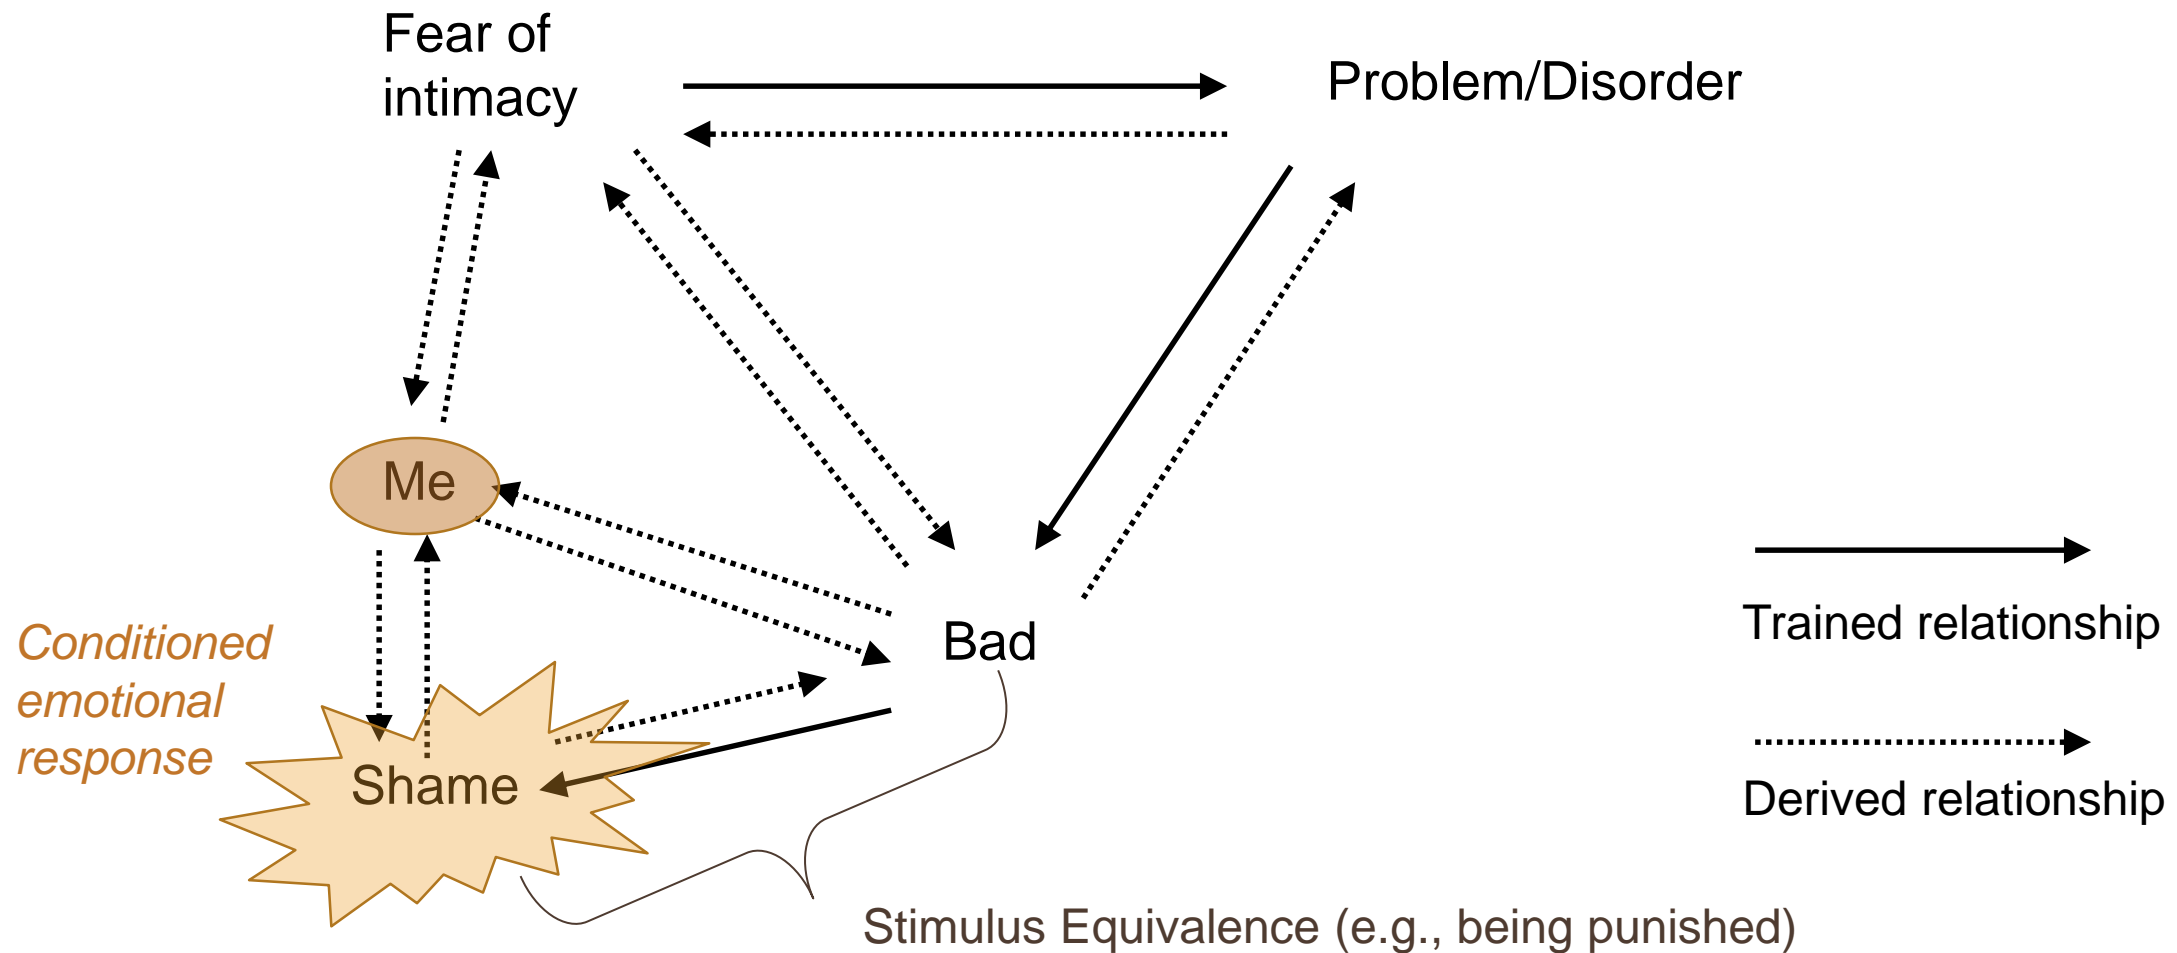 Fear of
intimacy
Problem/Disorder
Me
Conditioned
emotional
response
Bad
Shame
Trained relationship
Derived relationship
Stimulus Equivalence (e.g., being punished)